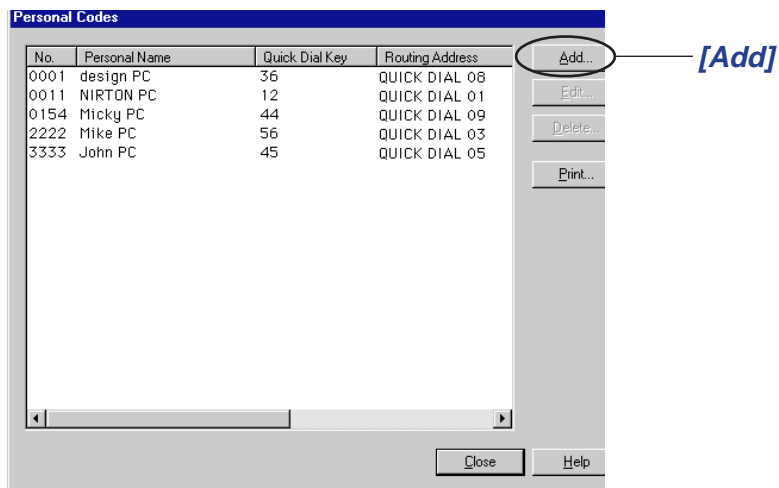 Personal Codes
No. Personal Name Quick Dial Key Routing Address
0001 design PC 36 QUICK DIAL 08
0011 NIRTON PC 12 QUICK DIAL 01
0154 Micky PC 44 QUICK DIAL 09
2222 Mike PC 56 QUICK DIAL 03
3333 John PC 45 QUICK DIAL 05
Add...
Edit...
Delete...
Print...
Close Help
[Add]